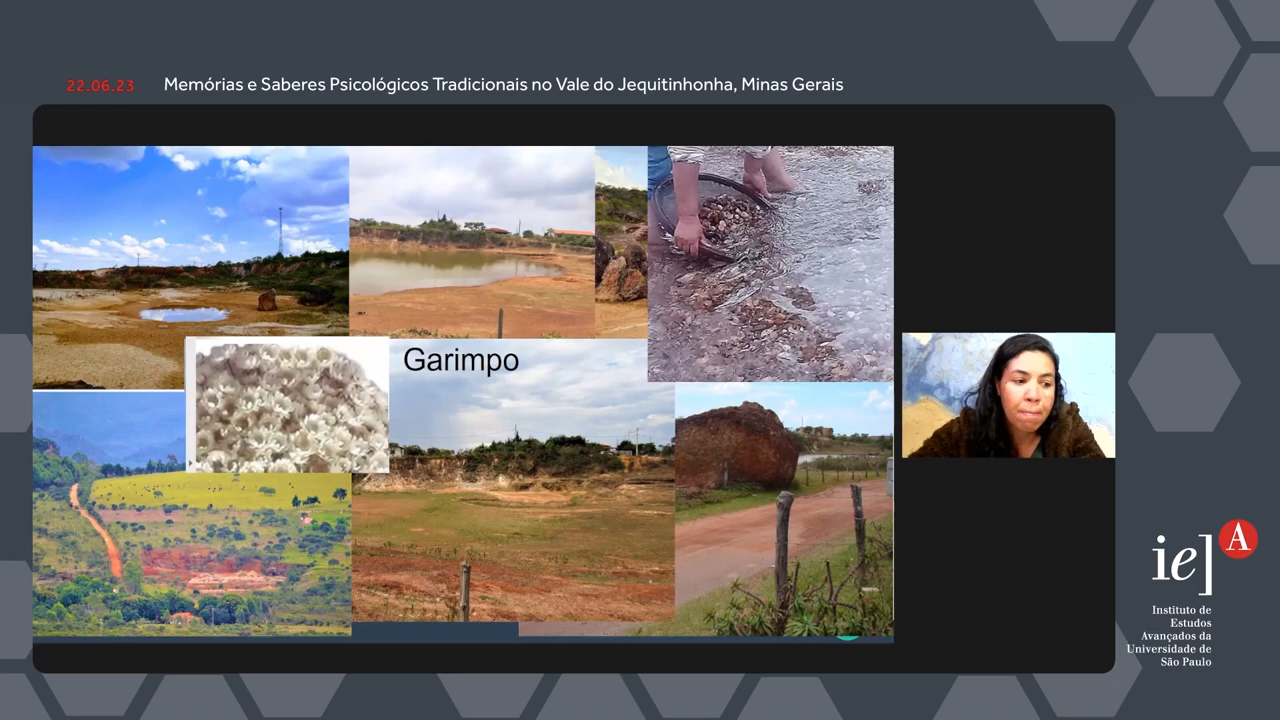 22.06.23 Memórias e Saberes Psicológicos Tradicionais no Vale do Jequitinhonha, Minas Gerais
Garimpo
ie] A
Instituto de
Estudos
Avançados da
Universidade de
São Paulo